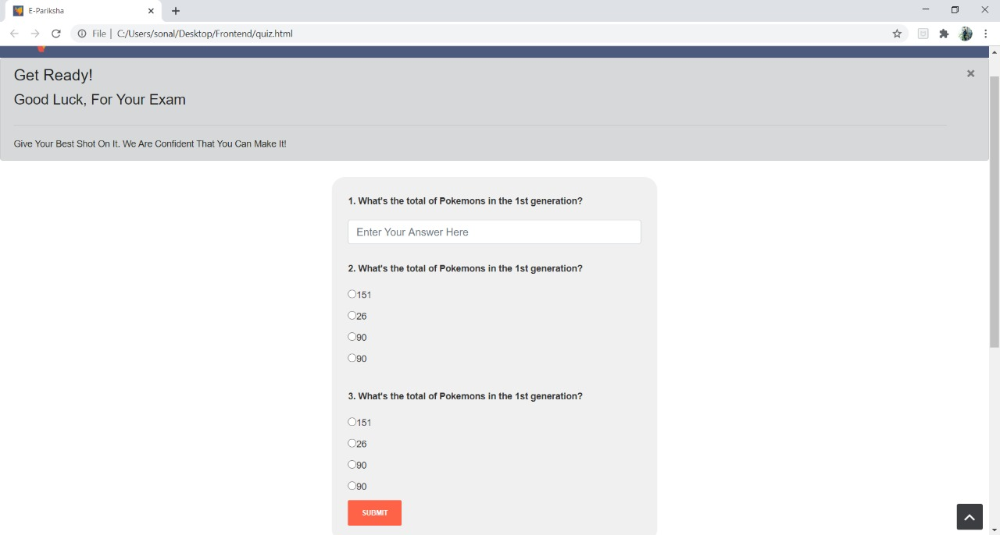 E-Pariksha
File | C:/Users/sonal/Desktop/Frontend/quiz.html
Get Ready!
Good Luck, For Your Exam
Give Your Best Shot On It. We Are Confident That You Can Make It!
1. What's the total of Pokemons in the 1st generation?
Enter Your Answer Here
2. What's the total of Pokemons in the 1st generation?
151
26
90
90
3. What's the total of Pokemons in the 1st generation?
151
26
90
90
SUBMIT